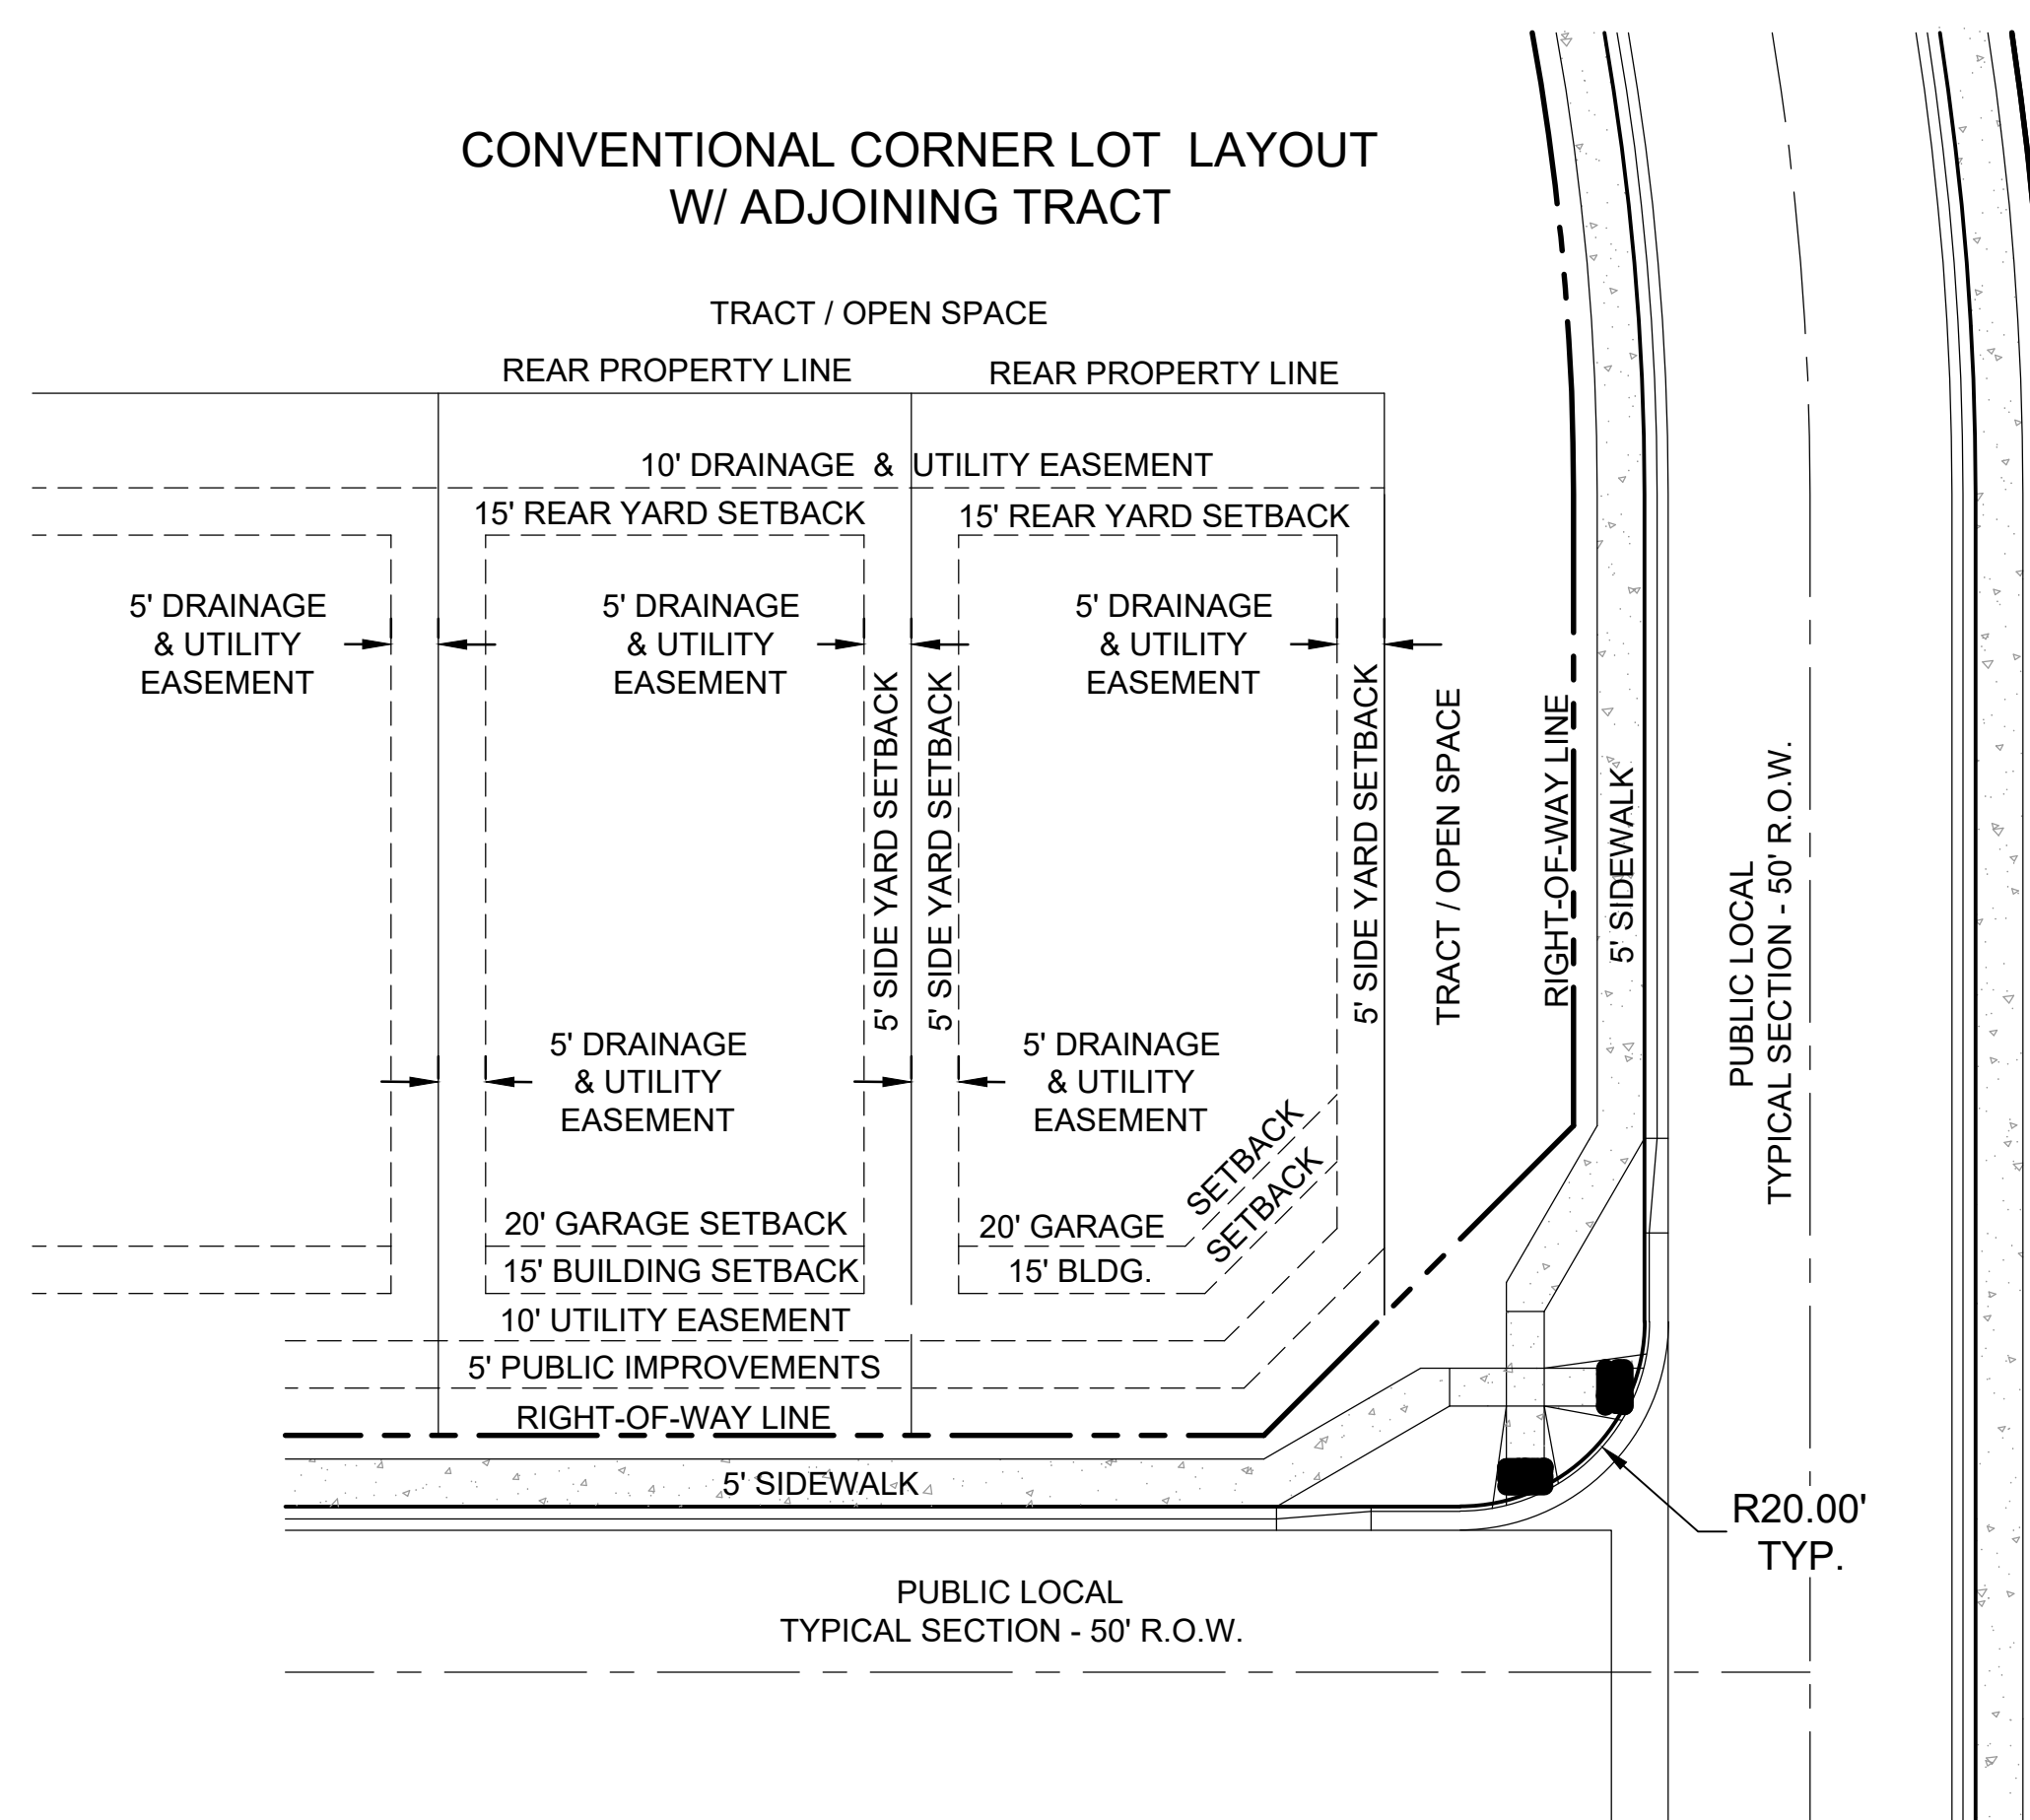 CONVENTIONAL CORNER LOT LAYOUT
W/ ADJOINING TRACT
TRACT / OPEN SPACE
REAR PROPERTY LINE
REAR PROPERTY LINE
10' DRAINAGE & UTILITY EASEMENT
15' REAR YARD SETBACK
15' REAR YARD SETBACK
5' DRAINAGE
& UTILITY
EASEMENT
5' DRAINAGE
& UTILITY
EASEMENT
5' DRAINAGE
& UTILITY
EASEMENT
5' SIDE YARD SETBACK
5' SIDE YARD SETBACK
5' SIDE YARD SETBACK
TRACT / OPEN SPACE
RIGHT-OF-WAY LINE
5' SIDEWALK
PUBLIC LOCAL
TYPICAL SECTION - 50' R.O.W.
5' DRAINAGE
& UTILITY
EASEMENT
5' DRAINAGE
& UTILITY
EASEMENT
20' GARAGE SETBACK
20' GARAGE
SETBACK
15' BUILDING SETBACK
15' BLDG.
SETBACK
10' UTILITY EASEMENT
5' PUBLIC IMPROVEMENTS
RIGHT-OF-WAY LINE
5' SIDEWALK
R20.00'
TYP.
PUBLIC LOCAL
TYPICAL SECTION - 50' R.O.W.